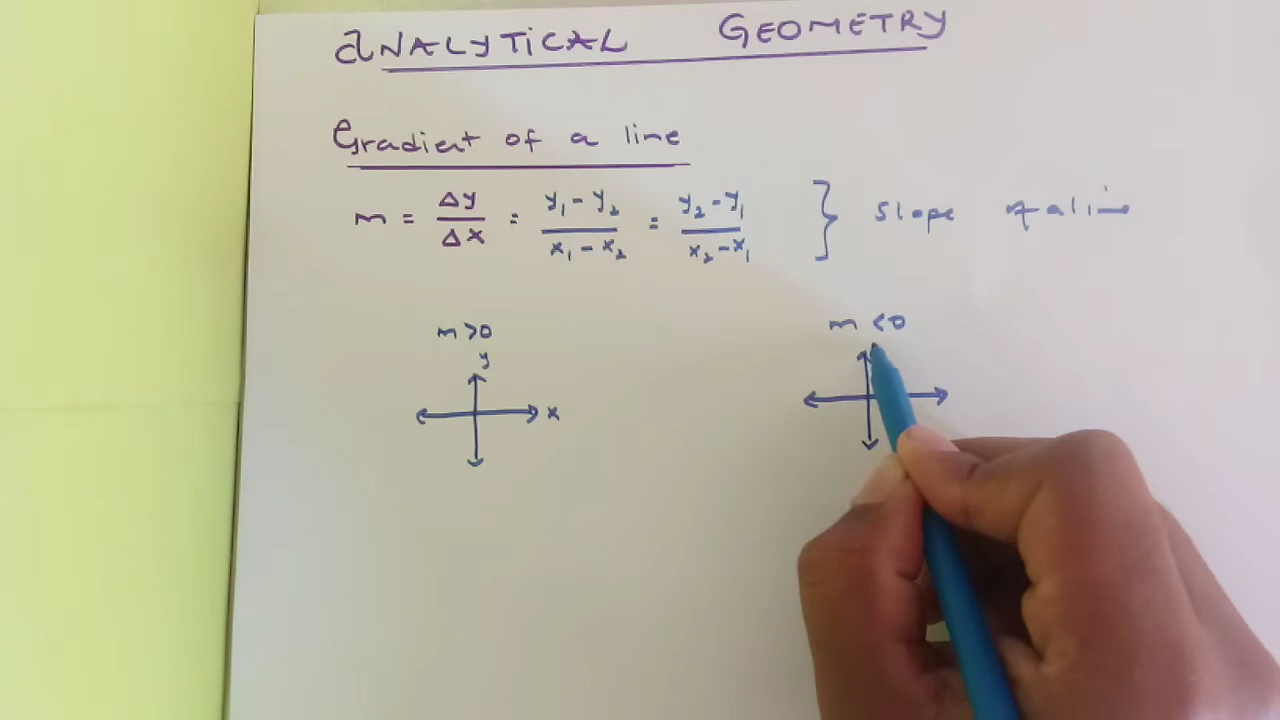 ANALYTICAL GEOMETRY
Gradient of a line
m = Δy/Δx = y₁ - y₂/x₁ - x₂ = y₂ - y₁/x₂ - x₁ } Slope of a line
m >0
m <0
y
x